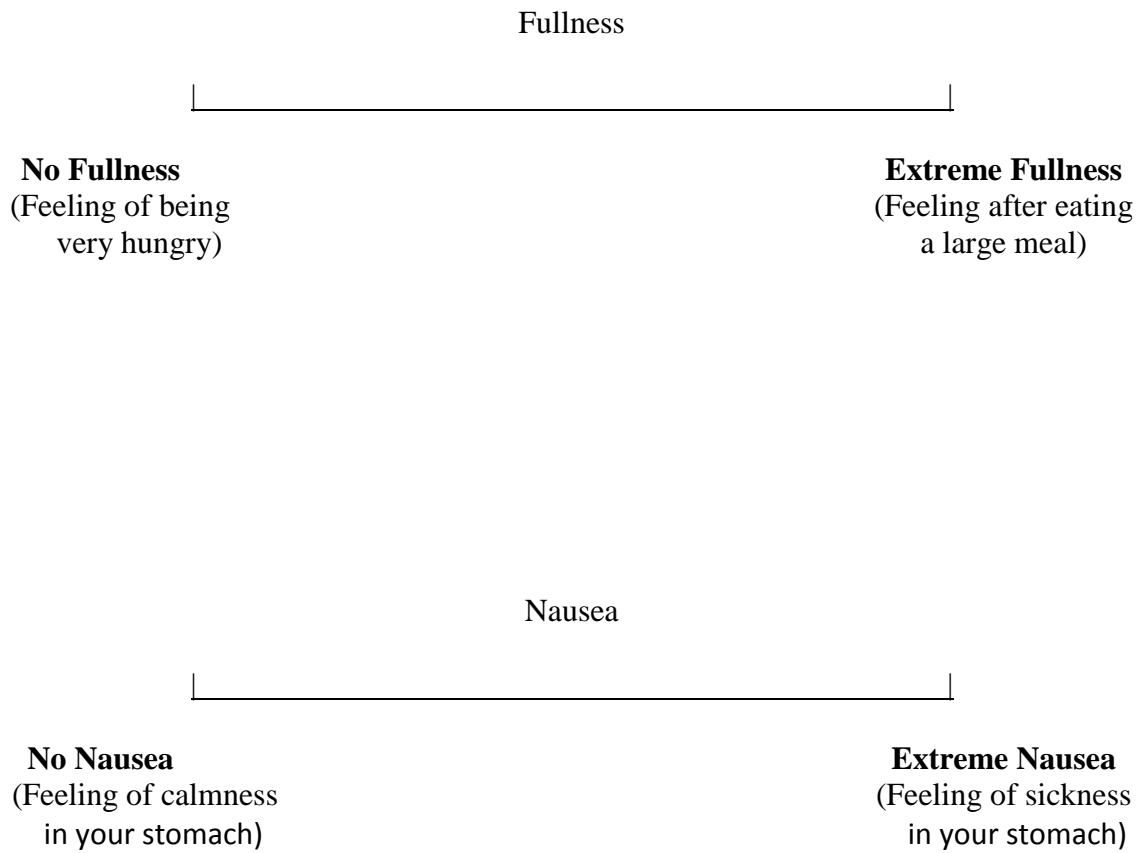 Fullness
No Fullness Extreme Fullness
(Feeling of being (Feeling after eating
very hungry) a large meal)
Nausea
No Nausea Extreme Nausea
(Feeling of calmness (Feeling of sickness
in your stomach) in your stomach)